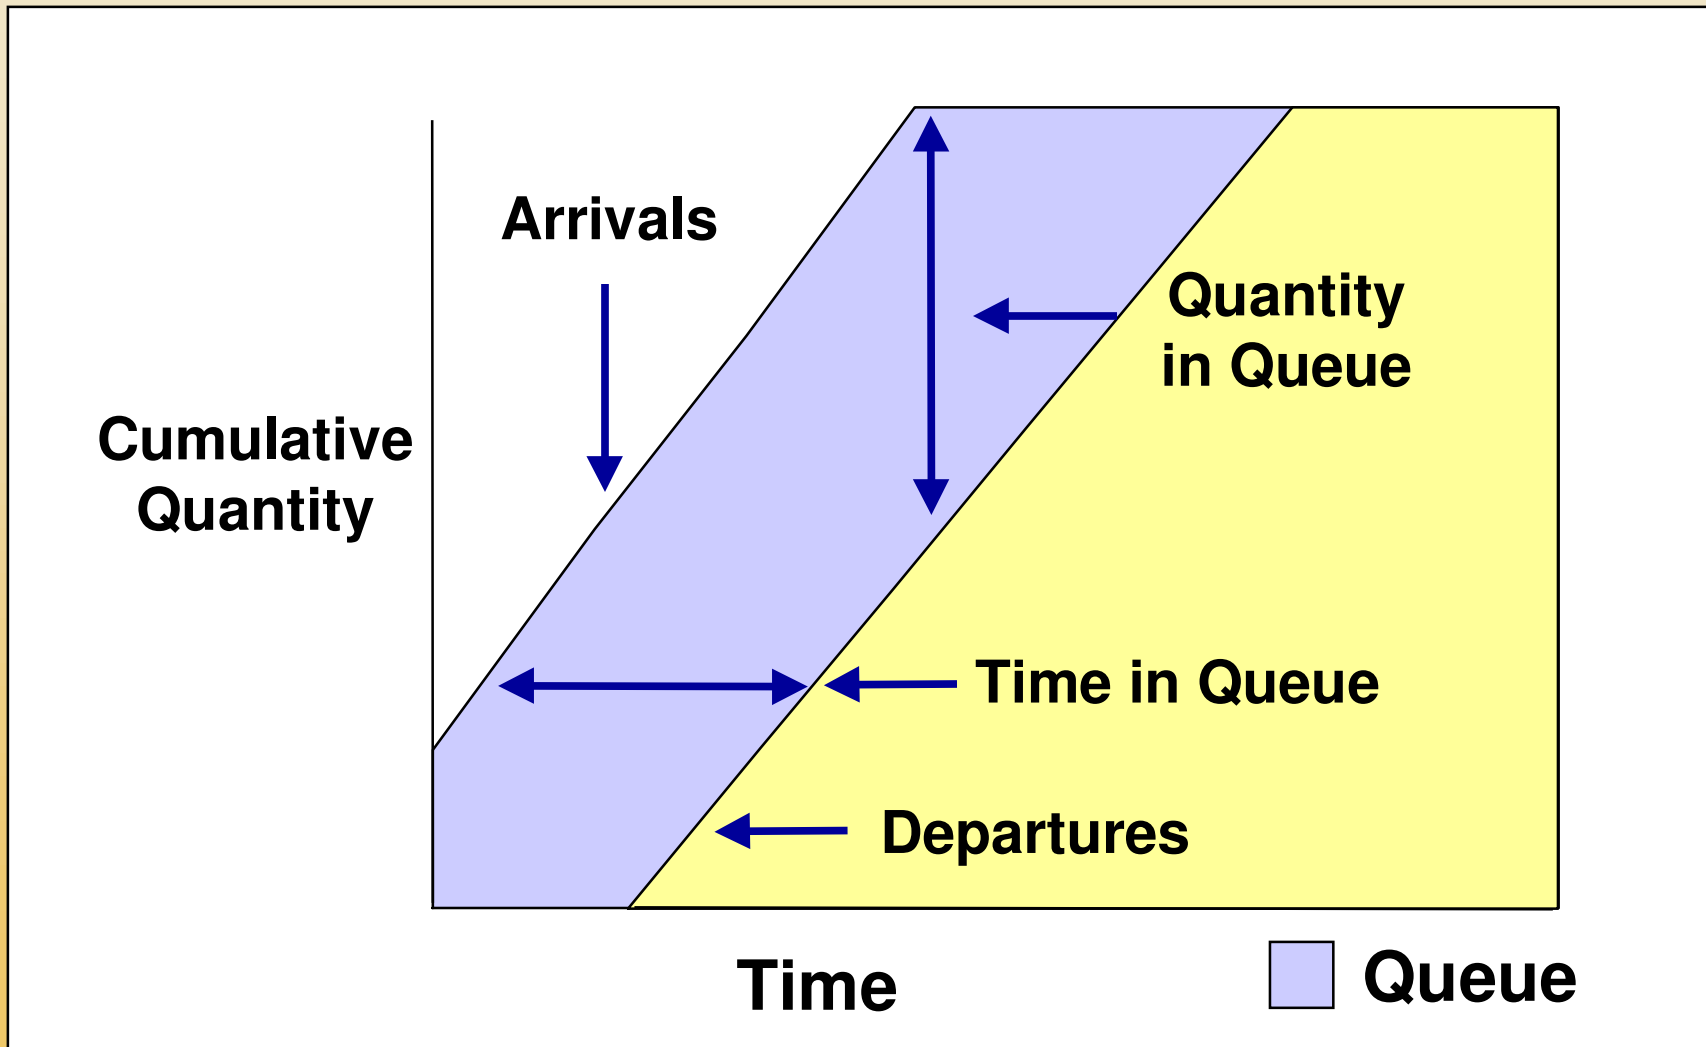 Arrivals
Quantity
in Queue
Cumulative
Quantity
Time in Queue
Departures
Time
Queue